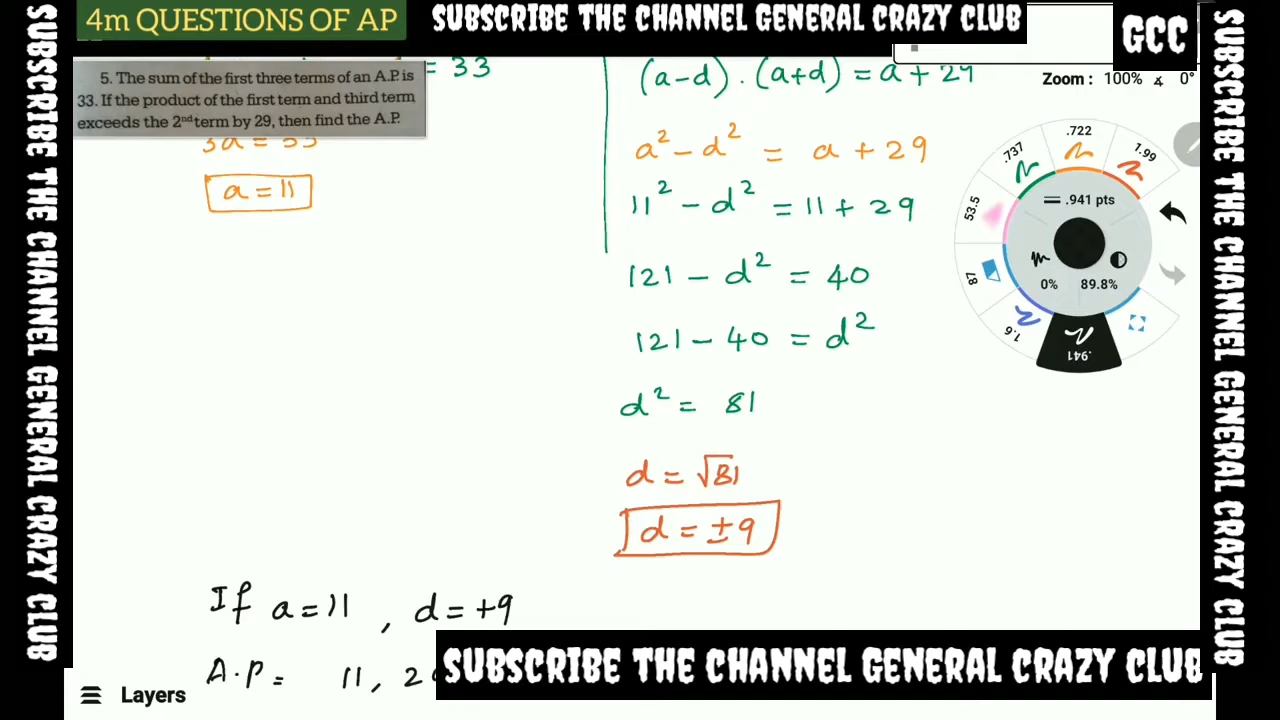 4m QUESTIONS OF AP
SUBSCRIBE THE CHANNEL GENERAL CRAZY CLUB
GCC
SUBSCRIBE THE CHANNEL GENERAL CRAZY CLUB
SUBSCRIBE THE CHANNEL GENERAL CRAZY CLUB
= 33
5. The sum of the first three terms of an A.P. is
33. If the product of the first term and third term
exceeds the 2nd term by 29, then find the A.P.
3a = 33
a = 11
(a-d) . (a+d) = a + 29
a² - d² = a + 29
11² - d² = 11 + 29
121 - d² = 40
121 - 40 = d²
d² = 81
d = √81
d = ±9
If a = 11 , d = +9
A.P = 11,
SUBSCRIBE THE CHANNEL GENERAL CRAZY CLUB
Layers
Zoom : 100% 0°
.722
.737
1.99
53.5
.941 pts
87
0% 89.8%
1.6
.941